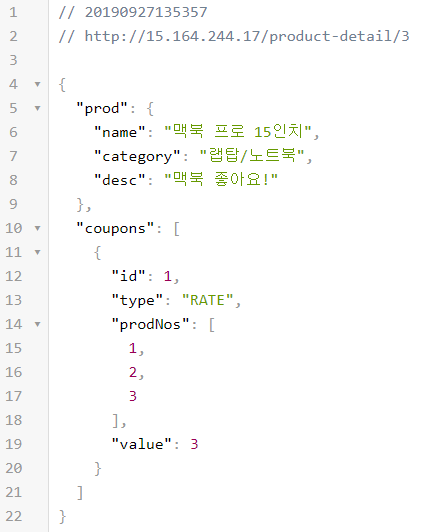 1 // 20190927135357
2 // http://15.164.244.17/product-detail/3
3
4 {
5 "prod": {
6 "name": "맥북 프로 15인치",
7 "category": "랩탑/노트북",
8 "desc": "맥북 좋아요!"
9 },
10 "coupons": [
11 {
12 "id": 1,
13 "type": "RATE",
14 "prodNos": [
15 1,
16 2,
17 3
18 ],
19 "value": 3
20 }
21 ]
22 }